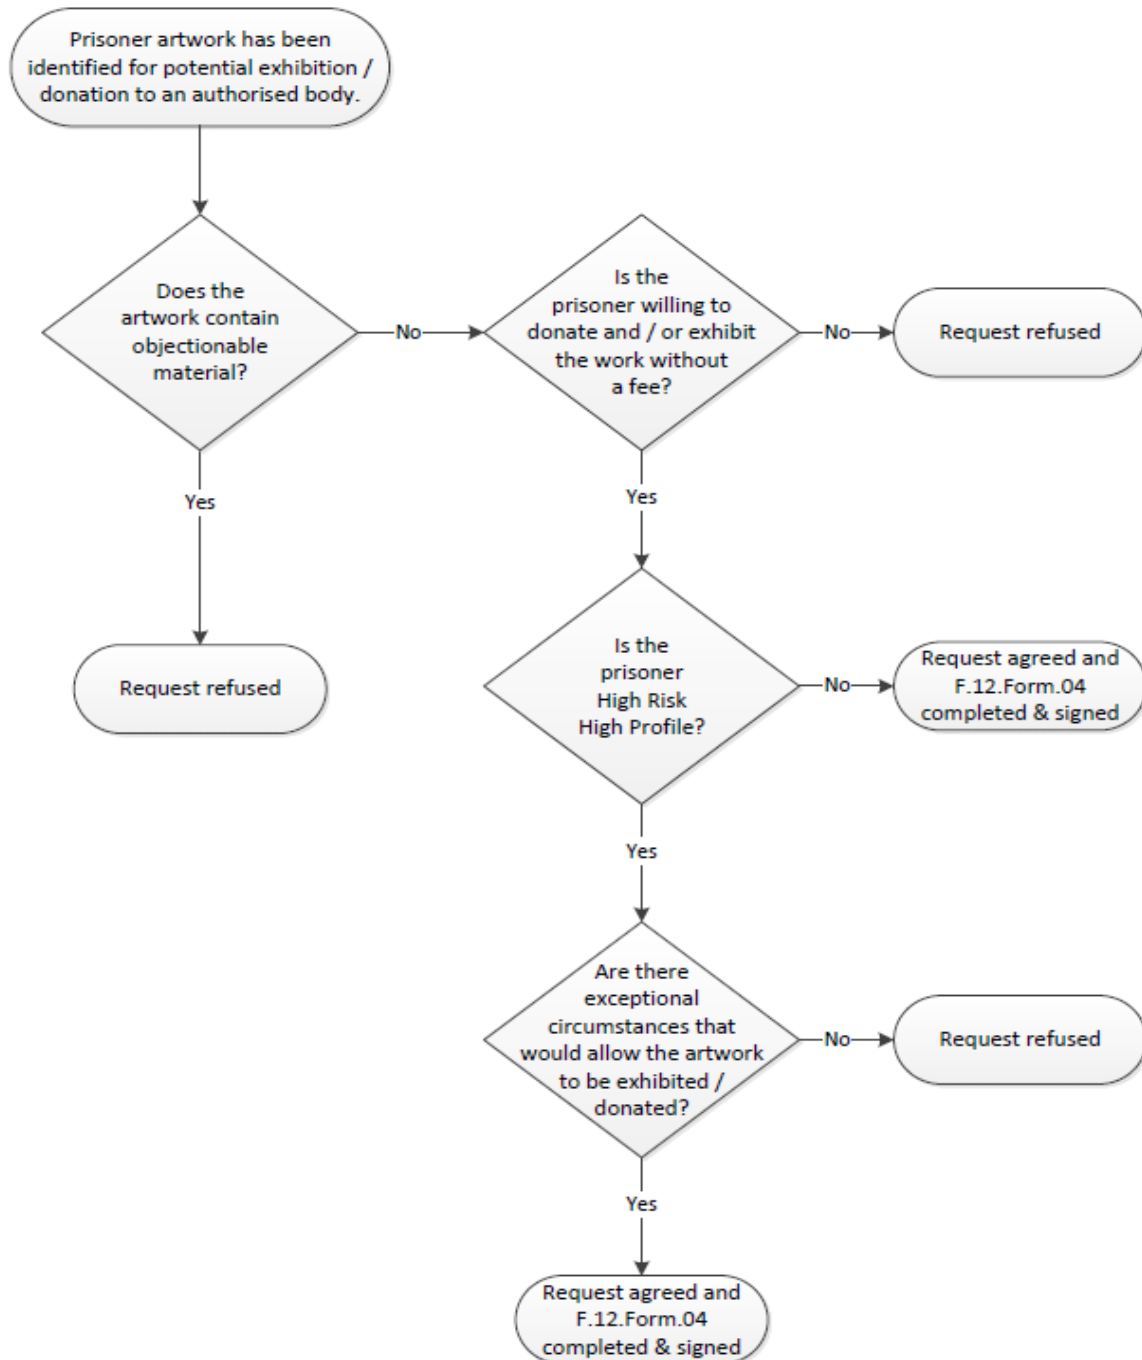 Prisoner artwork has been
identified for potential exhibition /
donation to an authorised body.
Does the
artwork contain
objectionable
material?
No
Is the
prisoner willing to
donate and / or exhibit
the work without
a fee?
No
Request refused
Yes
Yes
Request refused
Is the
prisoner
High Risk
High Profile?
No
Request agreed and
F.12.Form.04
completed & signed
Yes
Are there
exceptional
circumstances that
would allow the artwork
to be exhibited /
donated?
No
Request refused
Yes
Request agreed and
F.12.Form.04
completed & signed